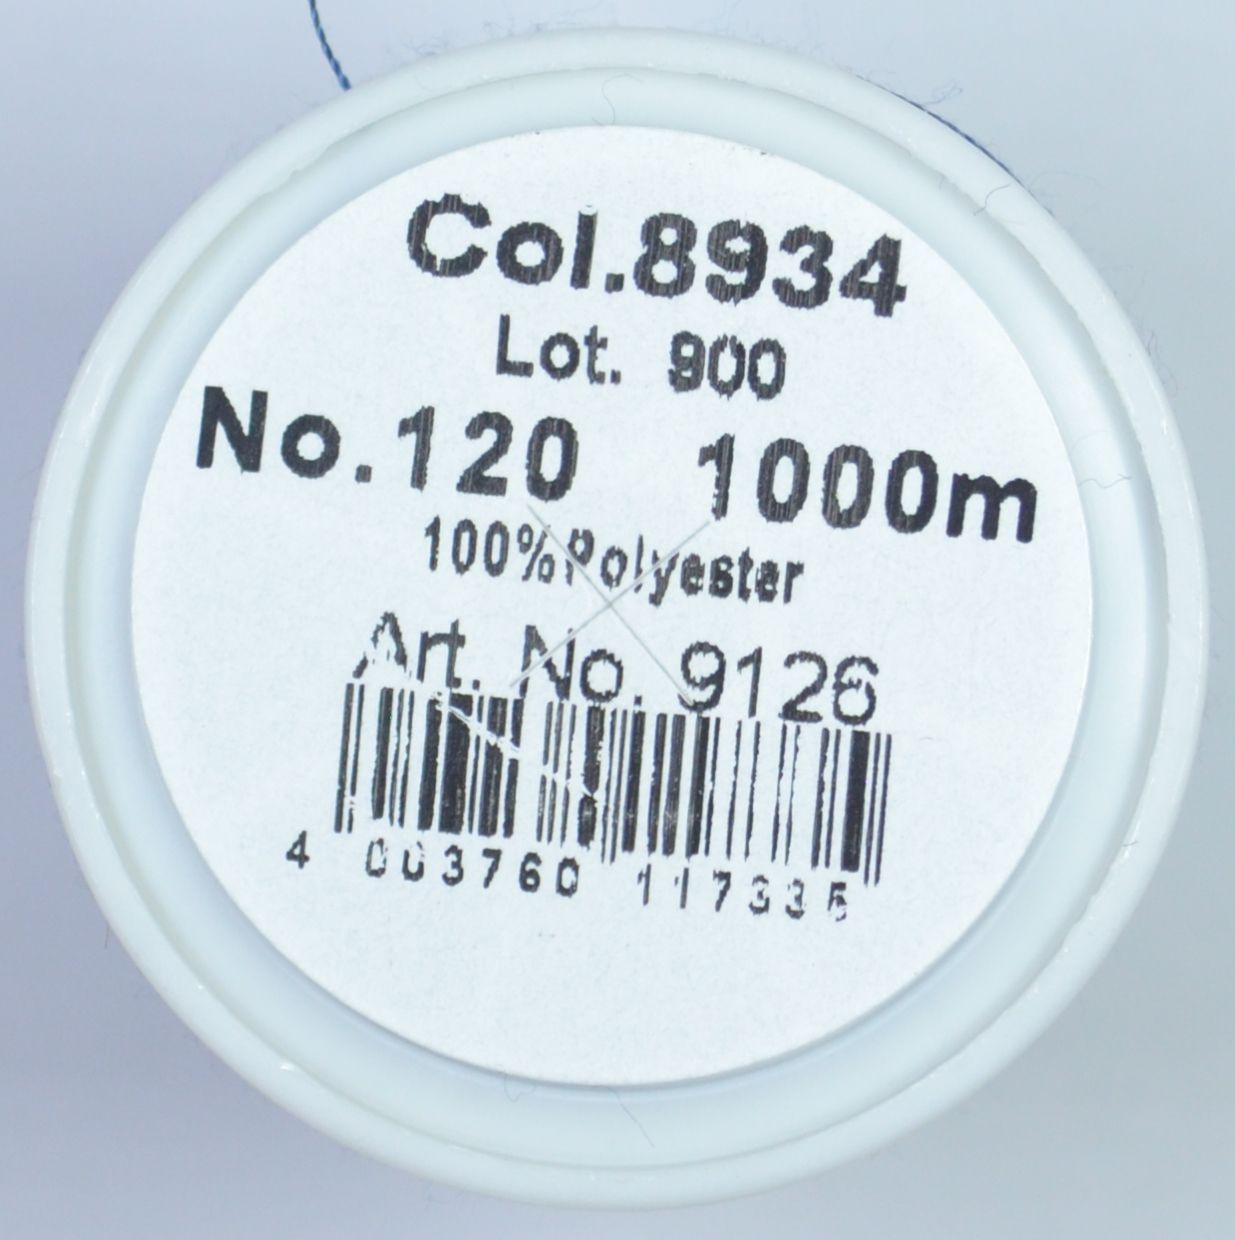 Col.8934
Lot. 900
No.120 1000m
100%Polyester
Art. No. 9126
4 003760 117335